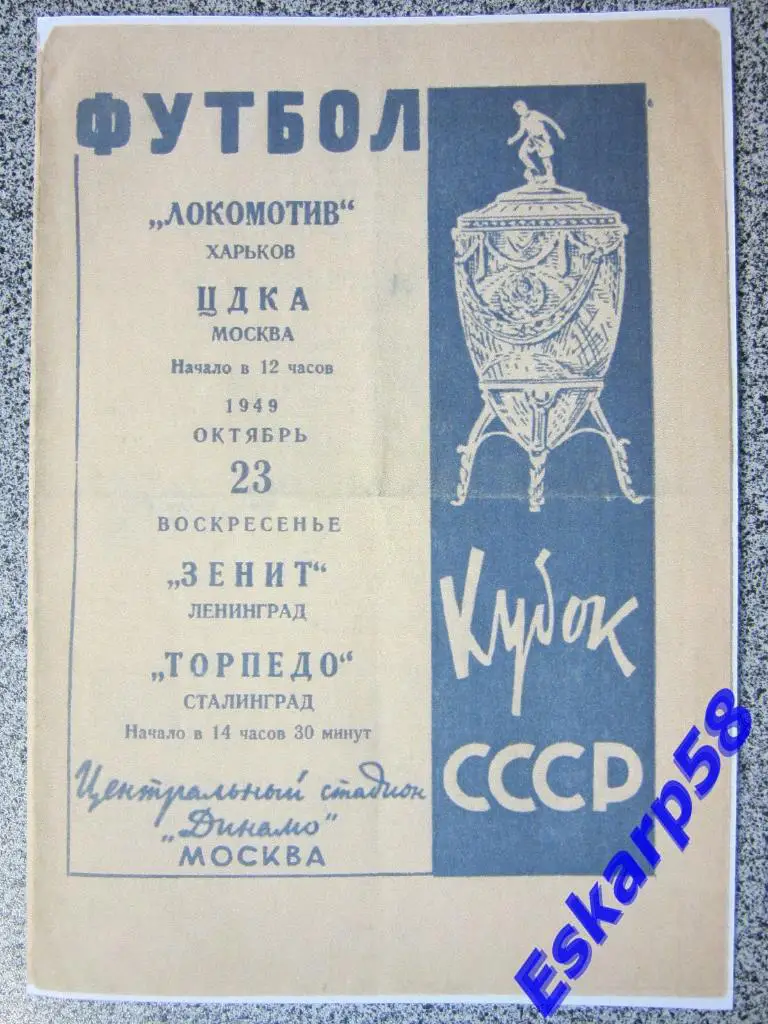 ФУТБОЛ
„ЛОКОМОТИВ“
ХАРЬКОВ
ЦДКА
МОСКВА
Начало в 12 часов
1949
ОКТЯБРЬ
23
ВОСКРЕСЕНЬЕ
„ЗЕНИТ“
ЛЕНИНГРАД
„ТОРПЕДО“
СТАЛИНГРАД
Начало в 14 часов 30 минут
Центральный стадион
„Динамо”
МОСКВА
Кубок
СССР
Eskarp58